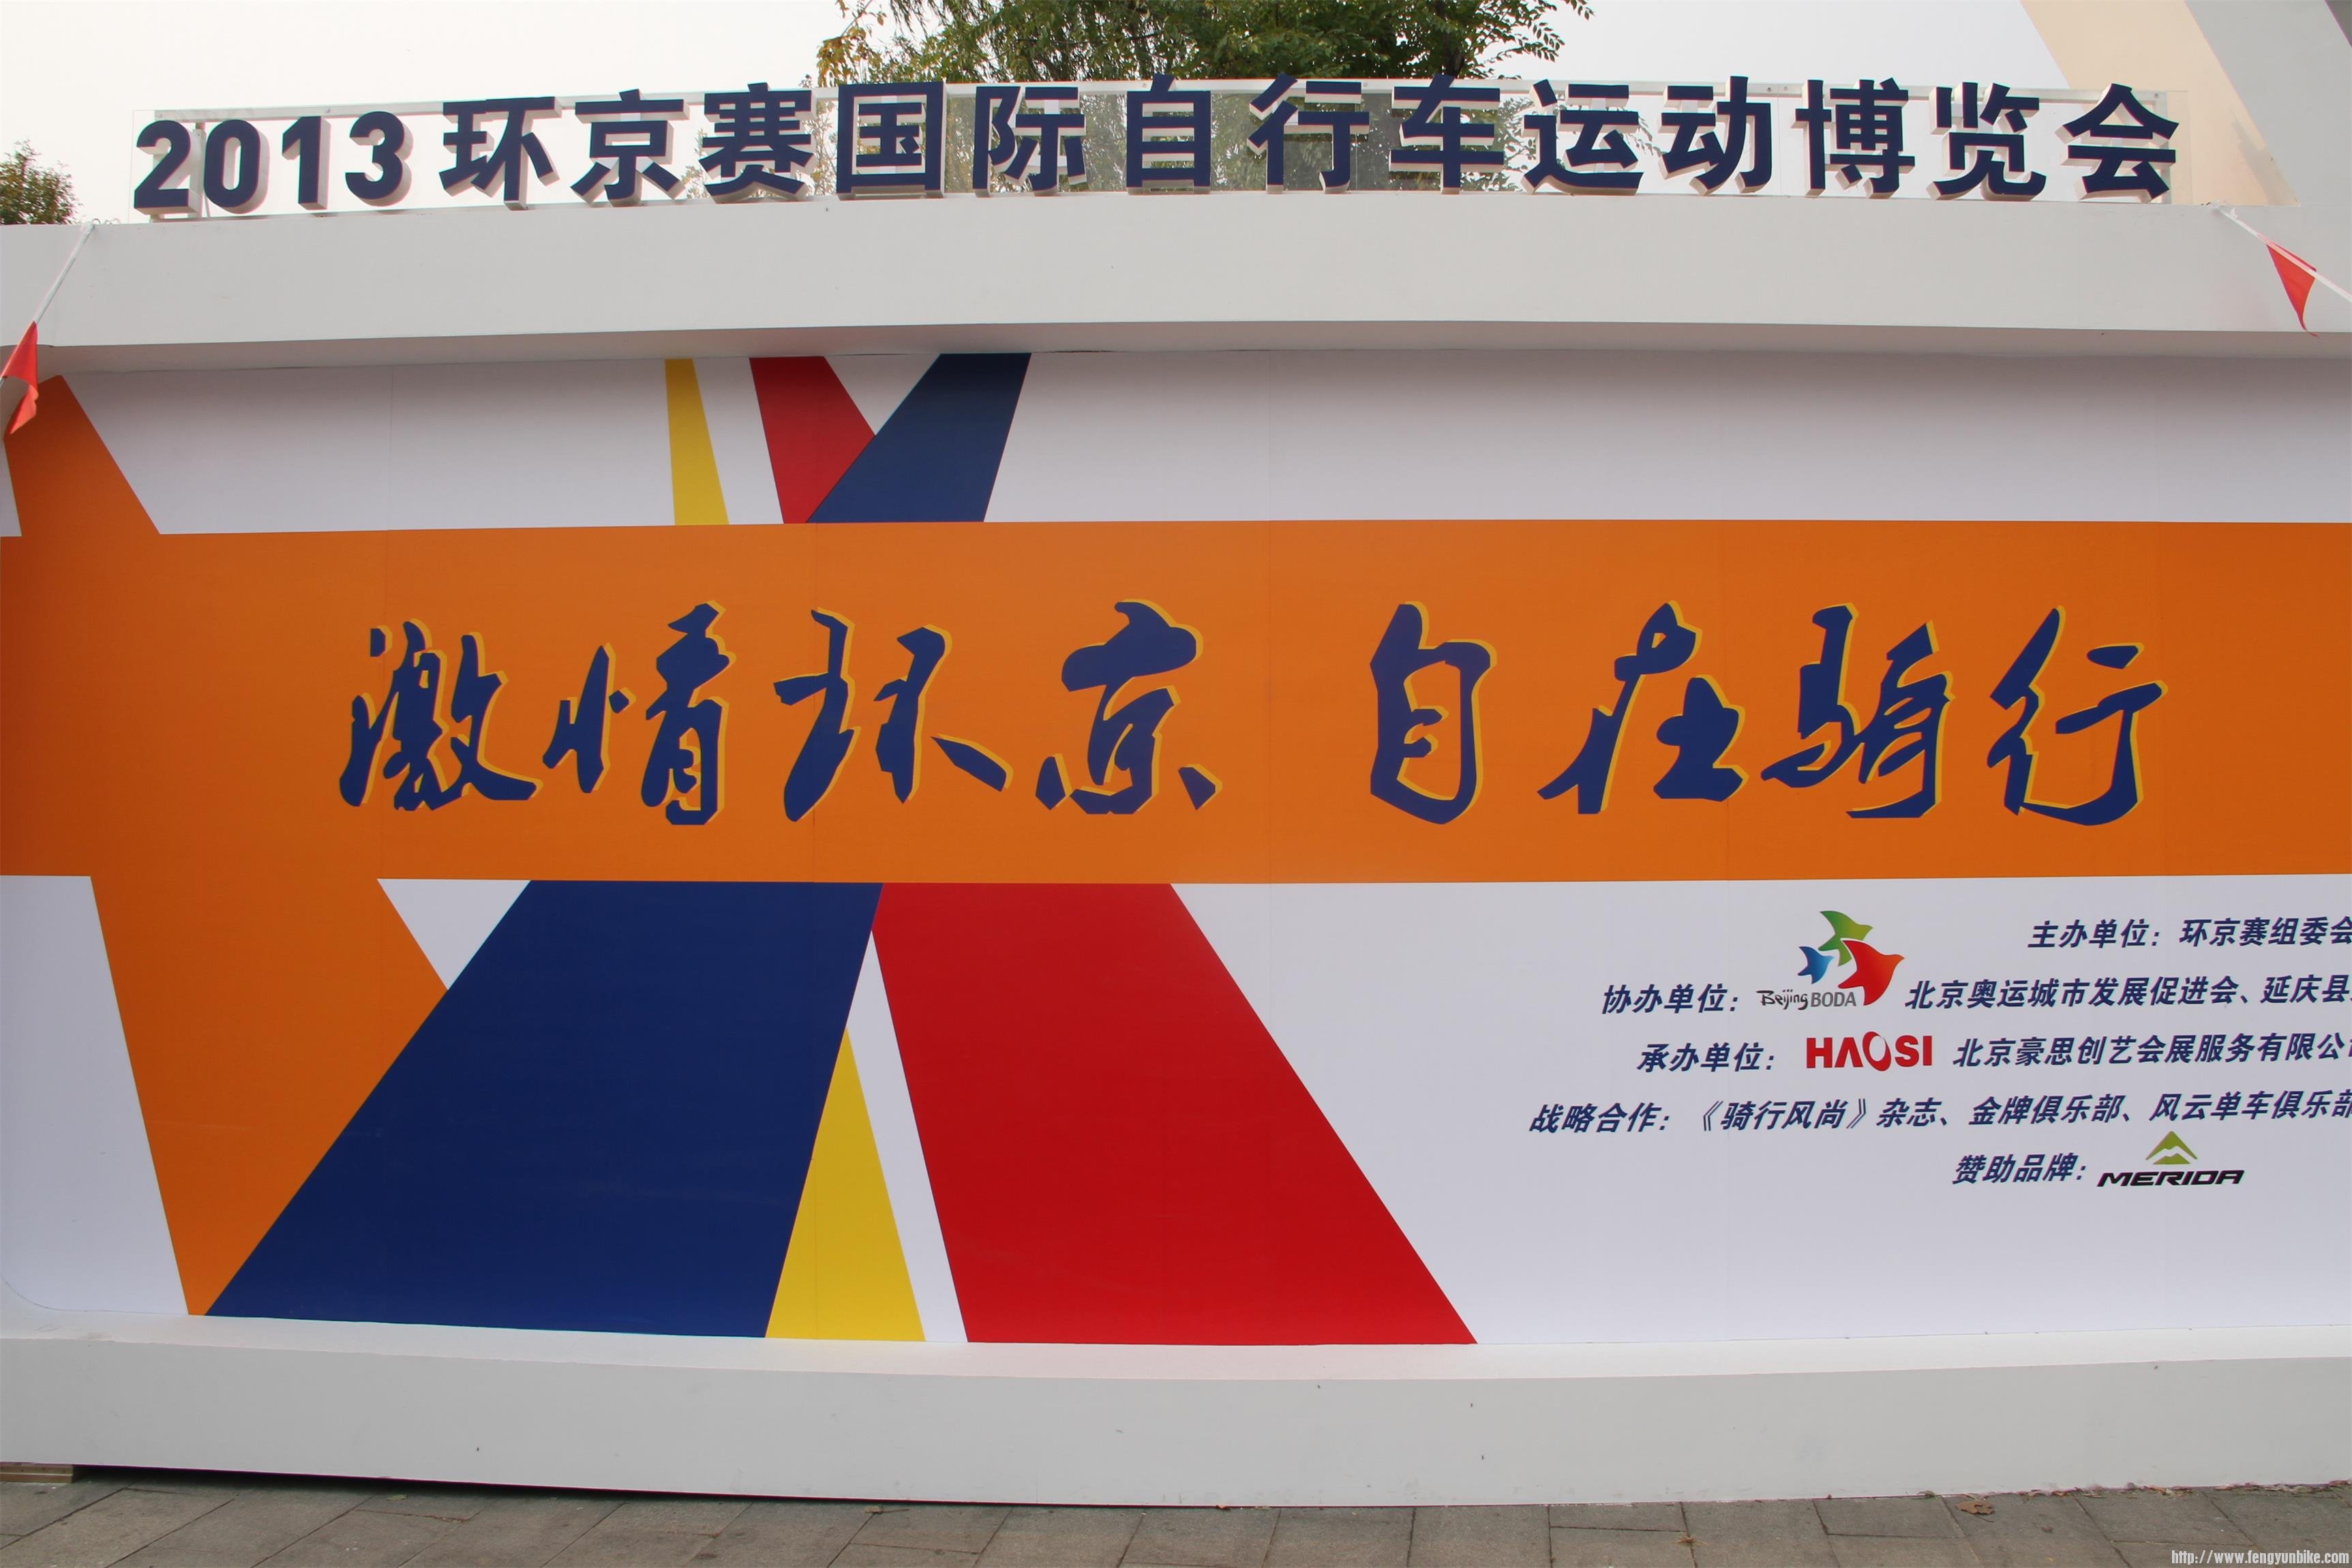 2013环京赛国际自行车运动博览会
激情环京 自在骑行
主办单位：环京赛组委会
协办单位：Beijing BODA 北京奥运城市发展促进会、延庆县
承办单位：HAOSI 北京豪思创艺会展服务有限公
战略合作：《骑行风尚》杂志、金牌俱乐部、风云单车俱乐部
赞助品牌：MERIDA
http://www.fengyunbike.com